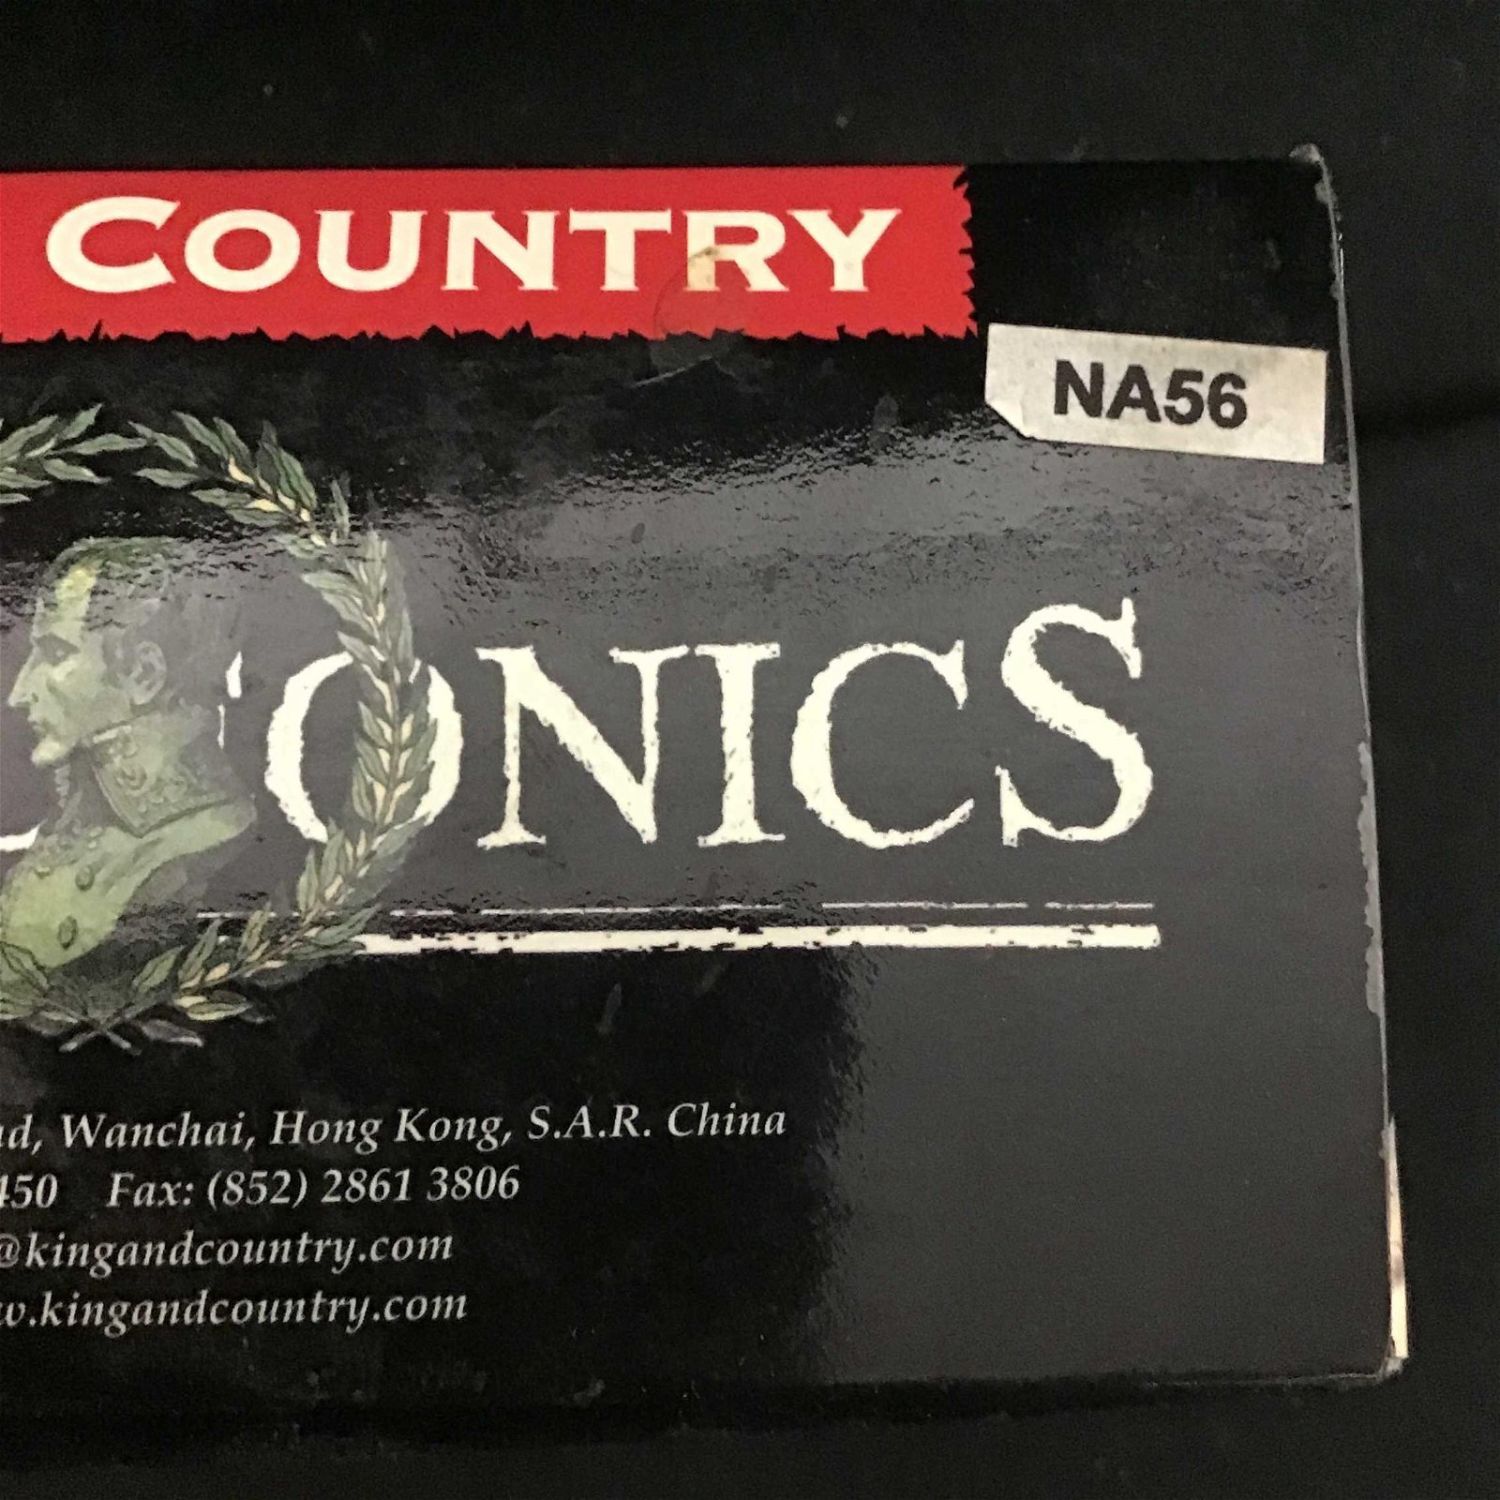 COUNTRY
NA56
ONICS
Wanchai, Hong Kong, S.A.R. China
450 Fax: (852) 2861 3806
@kingandcountry.com
w.kingandcountry.com